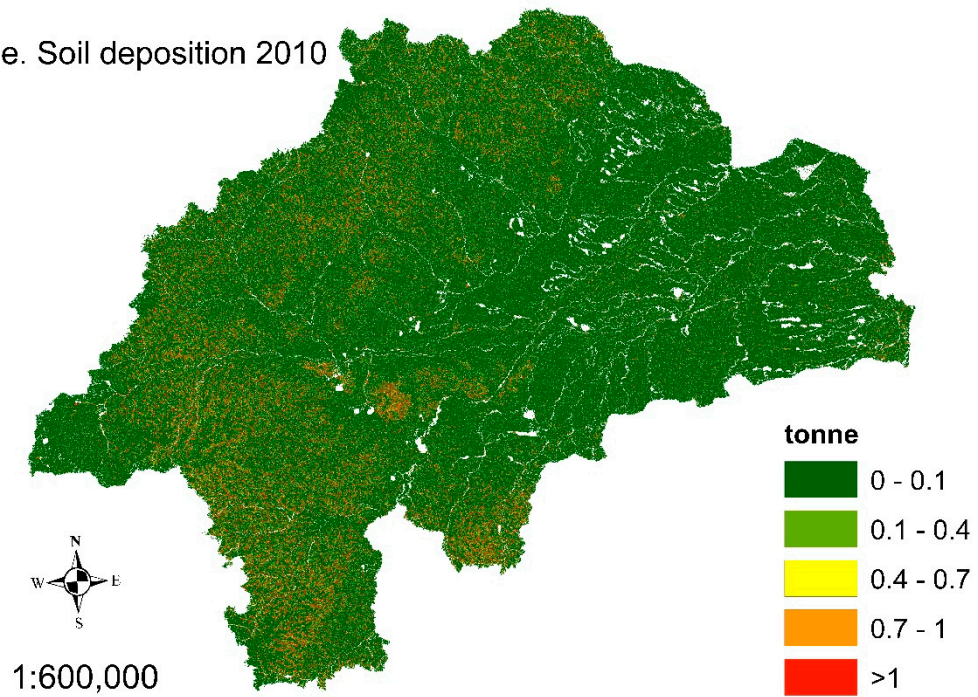 e. Soil deposition 2010
tonne
0 - 0.1
0.1 - 0.4
0.4 - 0.7
0.7 - 1
>1
N
W E
S
1:600,000